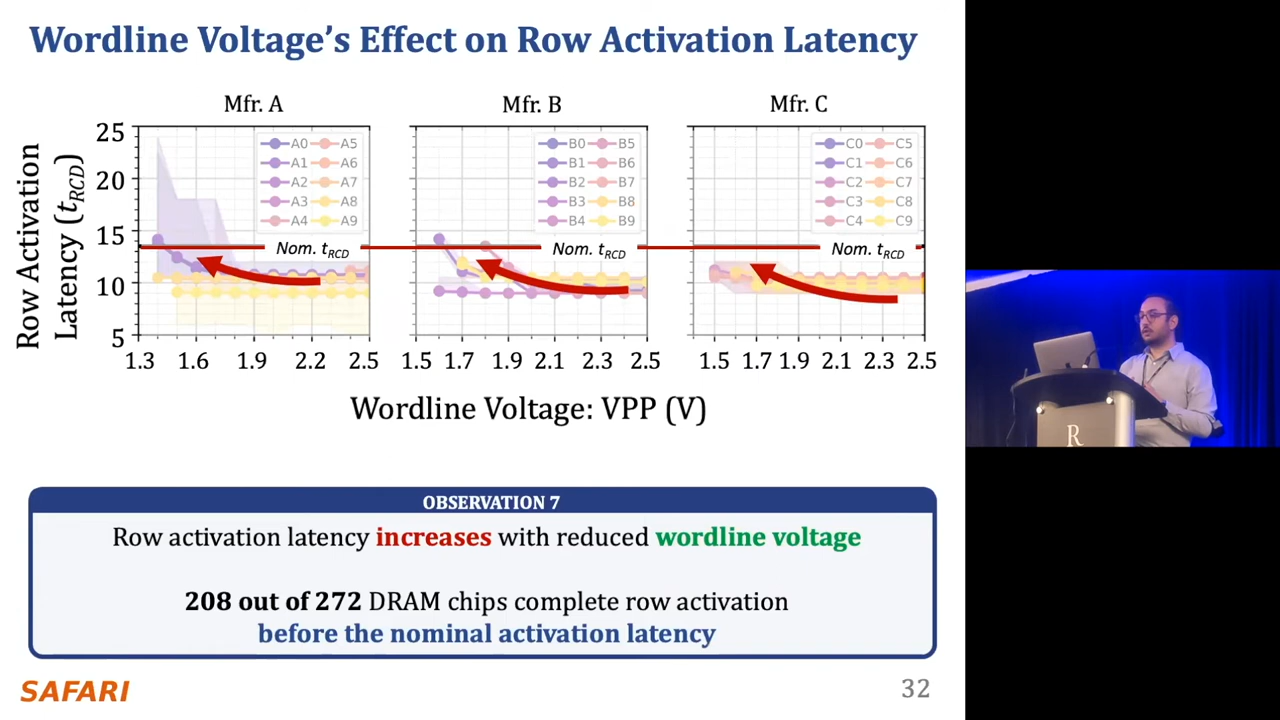 Wordline Voltage's Effect on Row Activation Latency
Mfr. A
Mfr. B
Mfr. C
Row Activation
Latency (tRCD)
25
20
15
10
5
A0 A5
A1 A6
A2 A7
A3 A8
A4 A9
B0 B5
B1 B6
B2 B7
B3 B8
B4 B9
C0 C5
C1 C6
C2 C7
C3 C8
C4 C9
Nom. tRCD
Nom. tRCD
Nom. tRCD
1.3 1.6 1.9 2.2 2.5
1.5 1.7 1.9 2.1 2.3 2.5
1.5 1.7 1.9 2.1 2.3 2.5
Wordline Voltage: VPP (V)
OBSERVATION 7
Row activation latency increases with reduced wordline voltage
208 out of 272 DRAM chips complete row activation
before the nominal activation latency
SAFARI
32
R